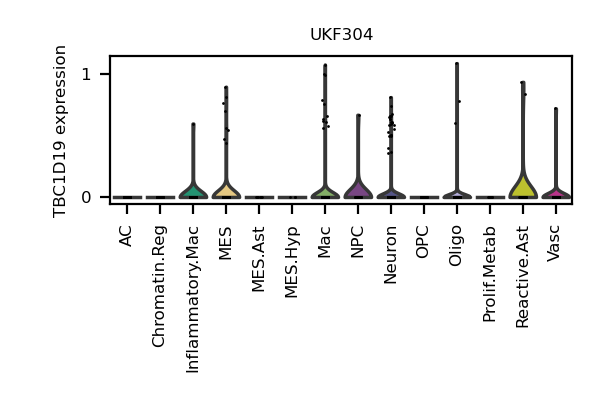 UKF304
TBC1D19 expression
1
0
AC
Chromatin.Reg
Inflammatory.Mac
MES
MES.Ast
MES.Hyp
Mac
NPC
Neuron
OPC
Oligo
Prolif.Metab
Reactive.Ast
Vasc